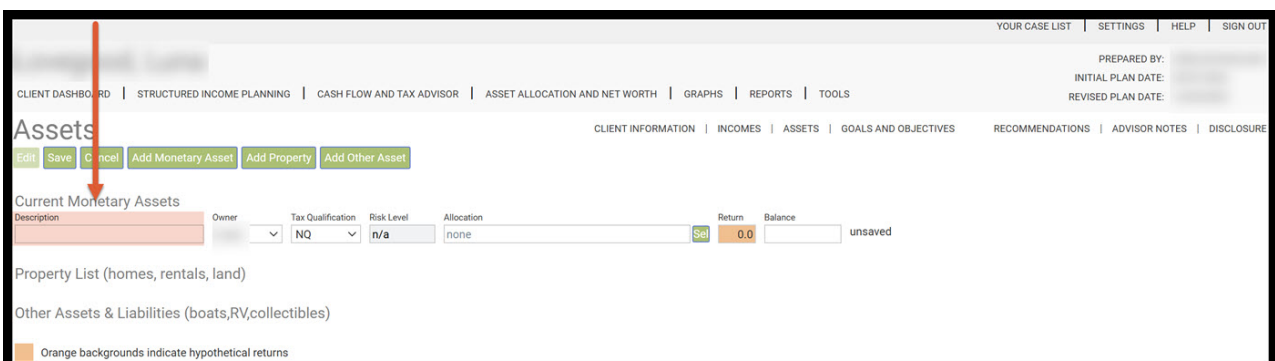 YOUR CASE LIST | SETTINGS | HELP | SIGN OUT
PREPARED BY:
INITIAL PLAN DATE:
REVISED PLAN DATE:
CLIENT DASHBOARD | STRUCTURED INCOME PLANNING | CASH FLOW AND TAX ADVISOR | ASSET ALLOCATION AND NET WORTH | GRAPHS | REPORTS | TOOLS
Assets
CLIENT INFORMATION | INCOMES | ASSETS | GOALS AND OBJECTIVES RECOMMENDATIONS | ADVISOR NOTES | DISCLOSURE
Edit Save Cancel Add Monetary Asset Add Property Add Other Asset
Current Monetary Assets
Description Owner Tax Qualification Risk Level Allocation Return Balance
NQ n/a none Sel 0.0 unsaved
Property List (homes, rentals, land)
Other Assets & Liabilities (boats,RV,collectibles)
Orange backgrounds indicate hypothetical returns